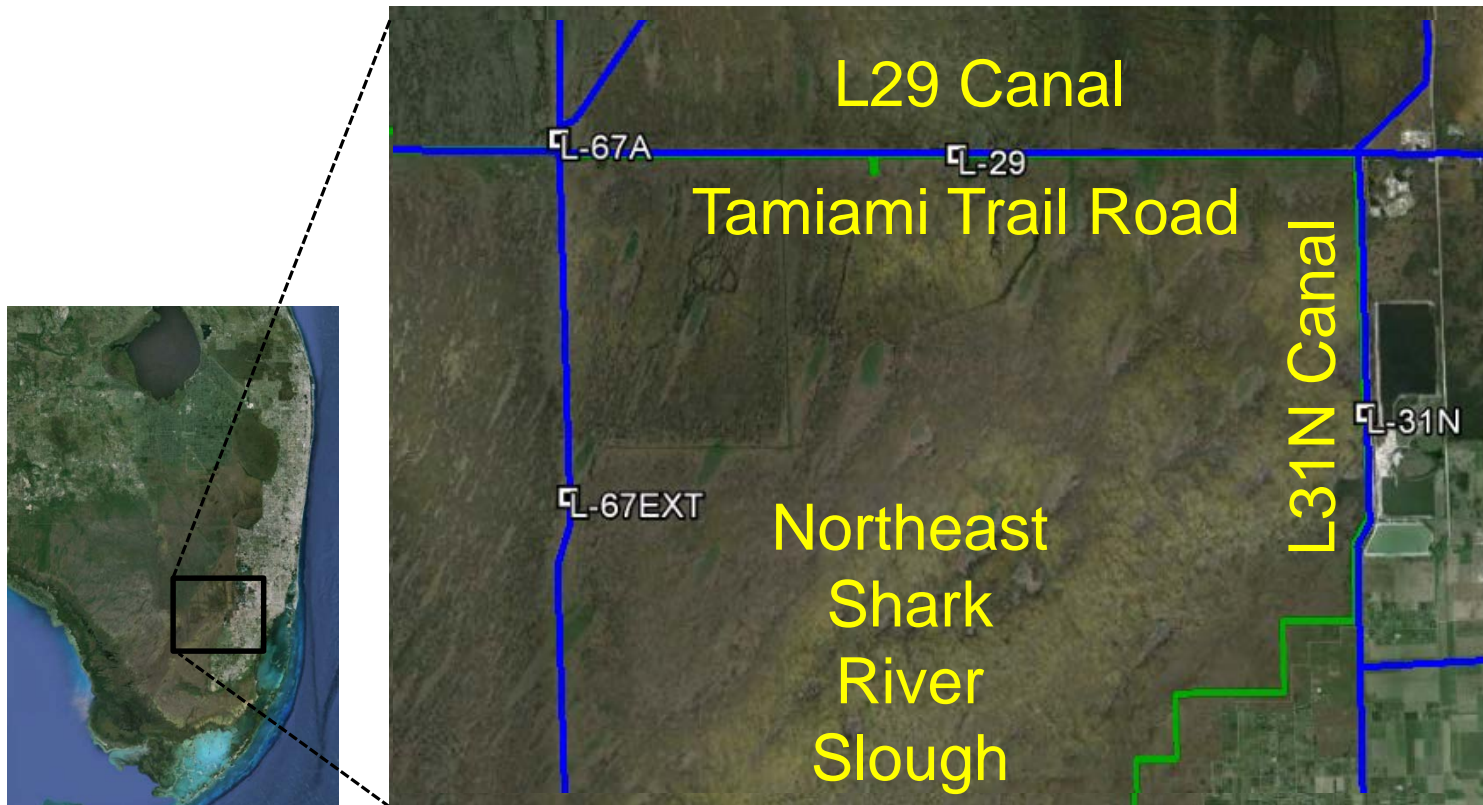 L29 Canal
L-67A
L-29
Tamiami Trail Road
L31N Canal
L-31N
L-67EXT
Northeast
Shark
River
Slough